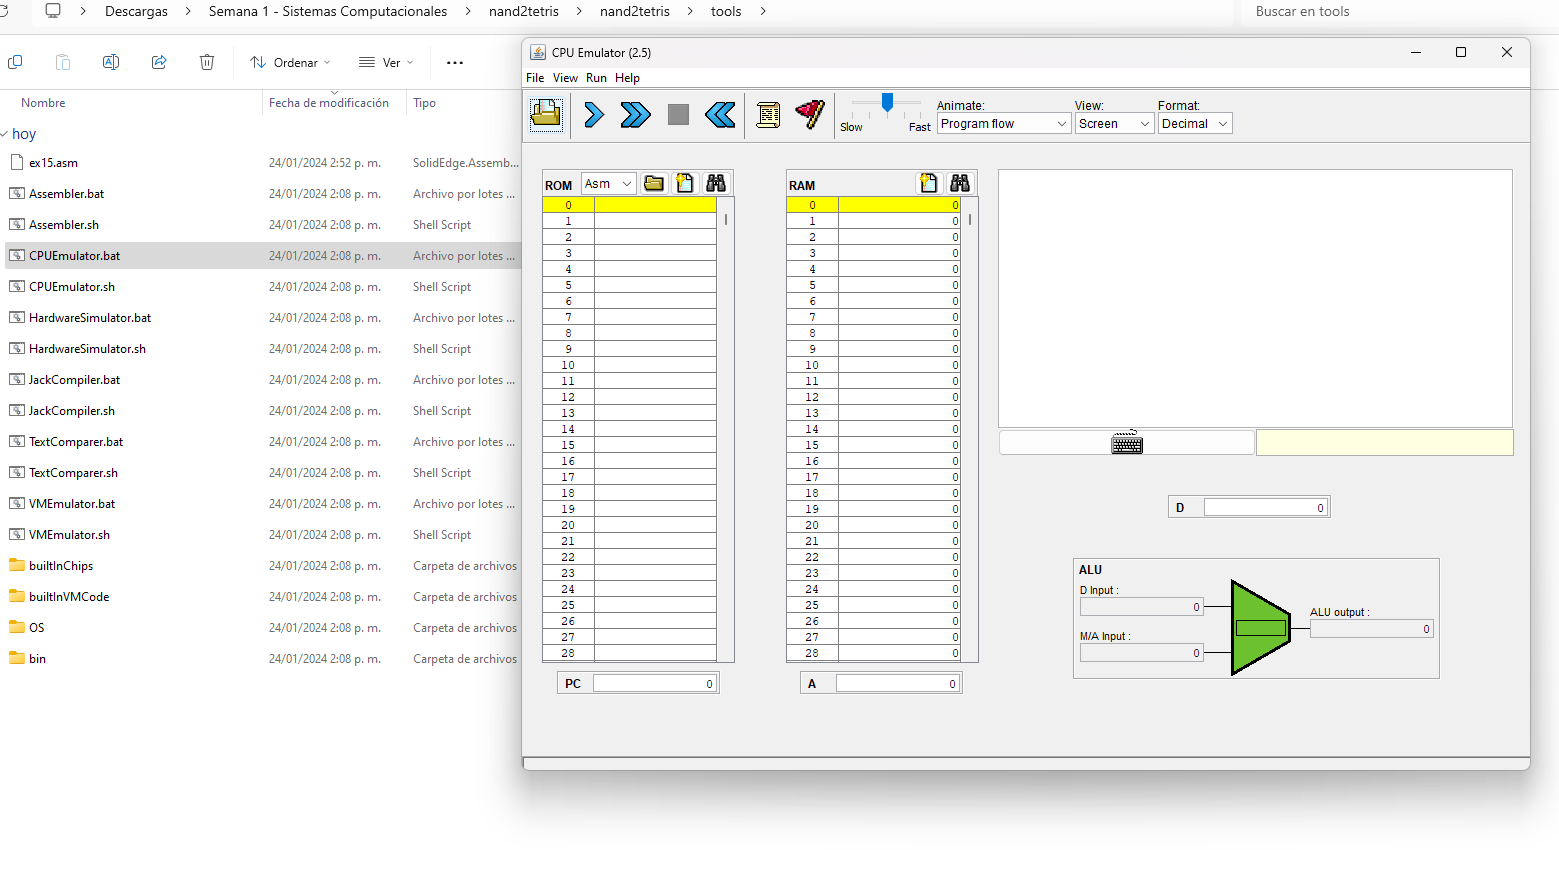 Descargas > Semana 1 - Sistemas Computacionales > nand2tetris > nand2tetris > tools >
Buscar en tools
Ordenar
Ver
Nombre
Fecha de modificación
Tipo
hoy
ex15.asm 24/01/2024 2:52 p. m. SolidEdge.Assemb...
Assembler.bat 24/01/2024 2:08 p. m. Archivo por lotes ...
Assembler.sh 24/01/2024 2:08 p. m. Shell Script
CPUEmulator.bat 24/01/2024 2:08 p. m. Archivo por lotes ...
CPUEmulator.sh 24/01/2024 2:08 p. m. Shell Script
HardwareSimulator.bat 24/01/2024 2:08 p. m. Archivo por lotes ...
HardwareSimulator.sh 24/01/2024 2:08 p. m. Shell Script
JackCompiler.bat 24/01/2024 2:08 p. m. Archivo por lotes ...
JackCompiler.sh 24/01/2024 2:08 p. m. Shell Script
TextComparer.bat 24/01/2024 2:08 p. m. Archivo por lotes ...
TextComparer.sh 24/01/2024 2:08 p. m. Shell Script
VMEmulator.bat 24/01/2024 2:08 p. m. Archivo por lotes ...
VMEmulator.sh 24/01/2024 2:08 p. m. Shell Script
builtInChips 24/01/2024 2:08 p. m. Carpeta de archivos
builtInVMCode 24/01/2024 2:08 p. m. Carpeta de archivos
OS 24/01/2024 2:08 p. m. Carpeta de archivos
bin 24/01/2024 2:08 p. m. Carpeta de archivos
CPU Emulator (2.5)
File View Run Help
Slow Fast
Animate:
Program flow
View:
Screen
Format:
Decimal
ROM Asm
0
1
2
3
4
5
6
7
8
9
10
11
12
13
14
15
16
17
18
19
20
21
22
23
24
25
26
27
28
PC 0
RAM
0 0
1 0
2 0
3 0
4 0
5 0
6 0
7 0
8 0
9 0
10 0
11 0
12 0
13 0
14 0
15 0
16 0
17 0
18 0
19 0
20 0
21 0
22 0
23 0
24 0
25 0
26 0
27 0
28 0
A 0
D 0
ALU
D Input :
0
M/A Input :
0
ALU output :
0